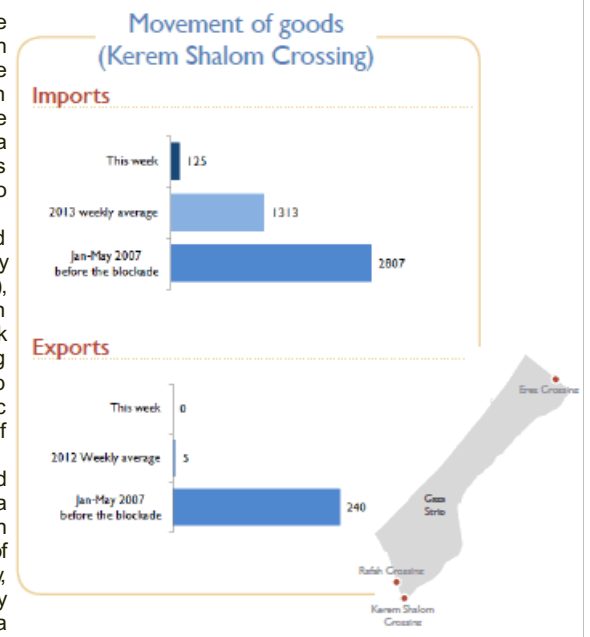 Movement of goods
(Kerem Shalom Crossing)
Imports
This week 125
2013 weekly average 1313
Jan-May 2007
before the blockade 2807
Exports
This week 0
2012 Weekly average 5
Jan-May 2007
before the blockade 240
Erez Crossing
Gaza
Strip
Rafah Crossing
Kerem Shalom
Crossing